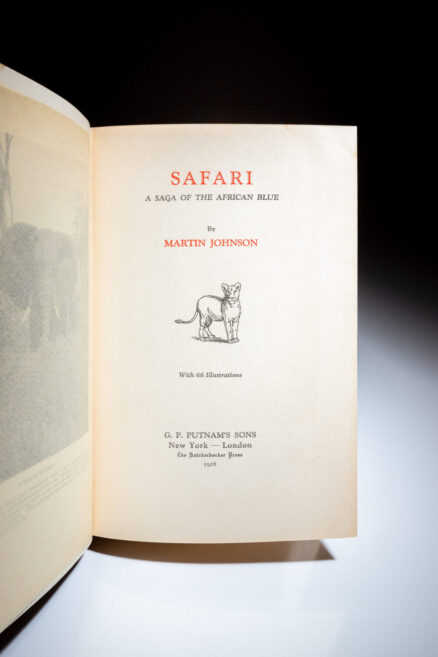 SAFARI
A SAGA OF THE AFRICAN BLUE
By
MARTIN JOHNSON
With 66 Illustrations
G. P. PUTNAM'S SONS
New York — London
The Knickerbocker Press
1928